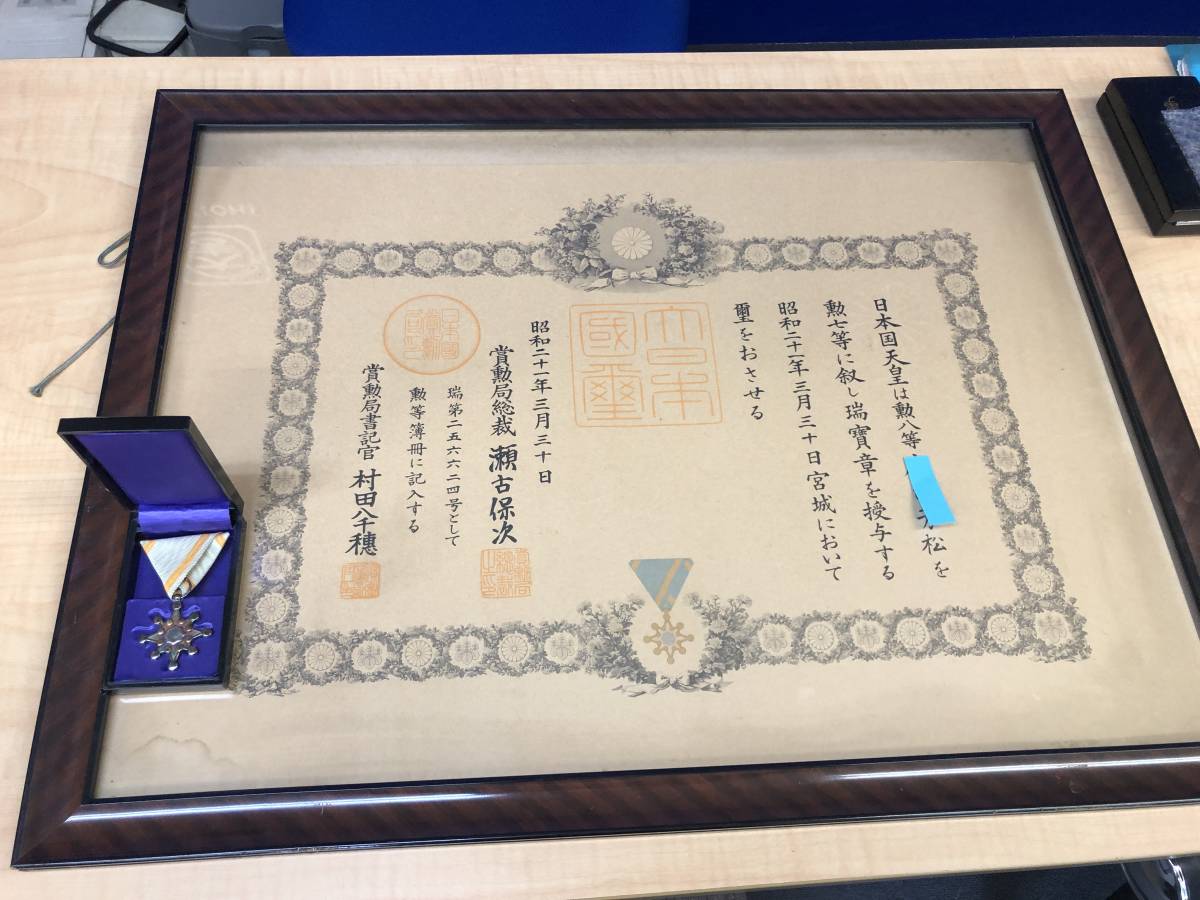 日本国天皇は勲八等 松を
勲七等に叙し瑞寶章を授与する
昭和二十一年三月三十日宮城において
璽をおさせる
大日本
國璽
昭和二十一年三月三十日
賞勲局総裁 瀬古保次
瑞第二五六六二四号として
勲等簿冊に記入する
賞勲局書記官 村田八千穗